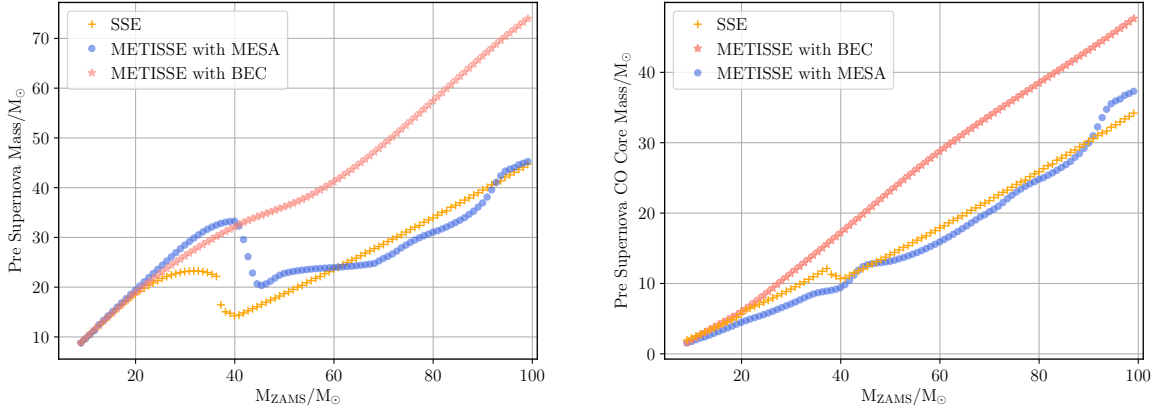 SSE
METISSE with MESA
METISSE with BEC
Pre Supernova Mass/M⊙
70
60
50
40
30
20
10
20
40
60
80
100
M_ZAMS/M⊙
SSE
METISSE with BEC
METISSE with MESA
Pre Supernova CO Core Mass/M⊙
40
30
20
10
0
20
40
60
80
100
M_ZAMS/M⊙